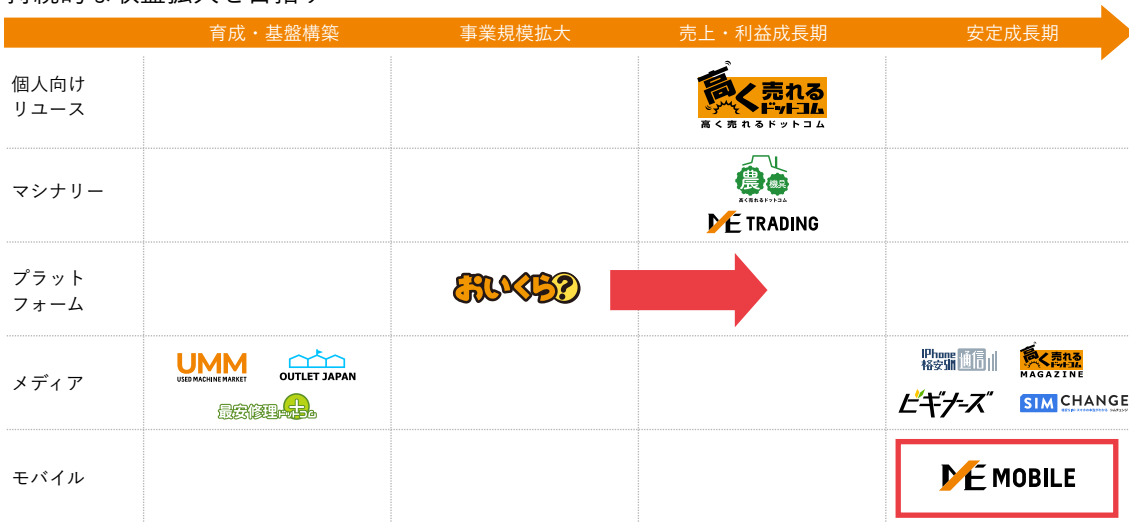 育成・基盤構築 事業規模拡大 売上・利益成長期 安定成長期
個人向け
リユース
高く売れる
ドットコム
高く売れるドットコム
マシナリー
農機具
高く売れるドットコム
ME TRADING
プラット
フォーム
おいくら?
メディア
UMM
USED MACHINE MARKET
OUTLET JAPAN
最安修理ドットコム
iPhone
格安SIM通信
高く売れる
ドットコム
MAGAZINE
ビギナーズ
SIM CHANGE
モバイル
ME MOBILE